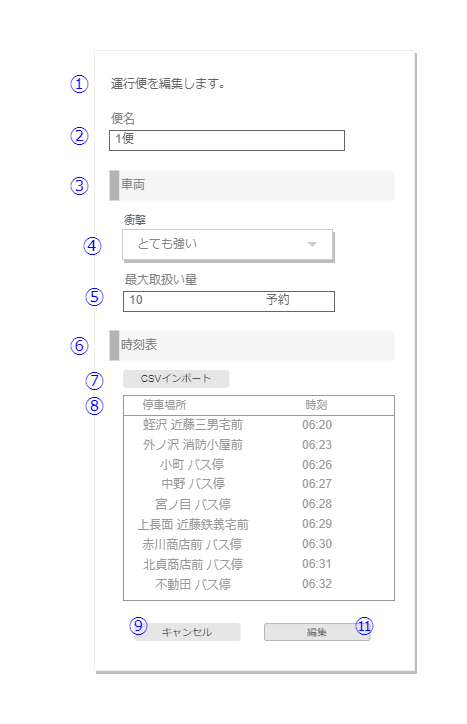 ① 運行便を編集します。
便名
② 1便
③ 車両
衝撃
④ とても強い
最大取扱い量
⑤ 10 予約
⑥ 時刻表
⑦ CSVインポート
⑧ 停車場所 時刻
蛭沢 近藤三男宅前 06:20
外ノ沢 消防小屋前 06:23
小町 バス停 06:26
中野 バス停 06:27
宮ノ目 バス停 06:28
上長面 近藤鉄義宅前 06:29
赤川商店前 バス停 06:30
北貞商店前 バス停 06:31
不動田 バス停 06:32
⑨ キャンセル 編集 ⑪